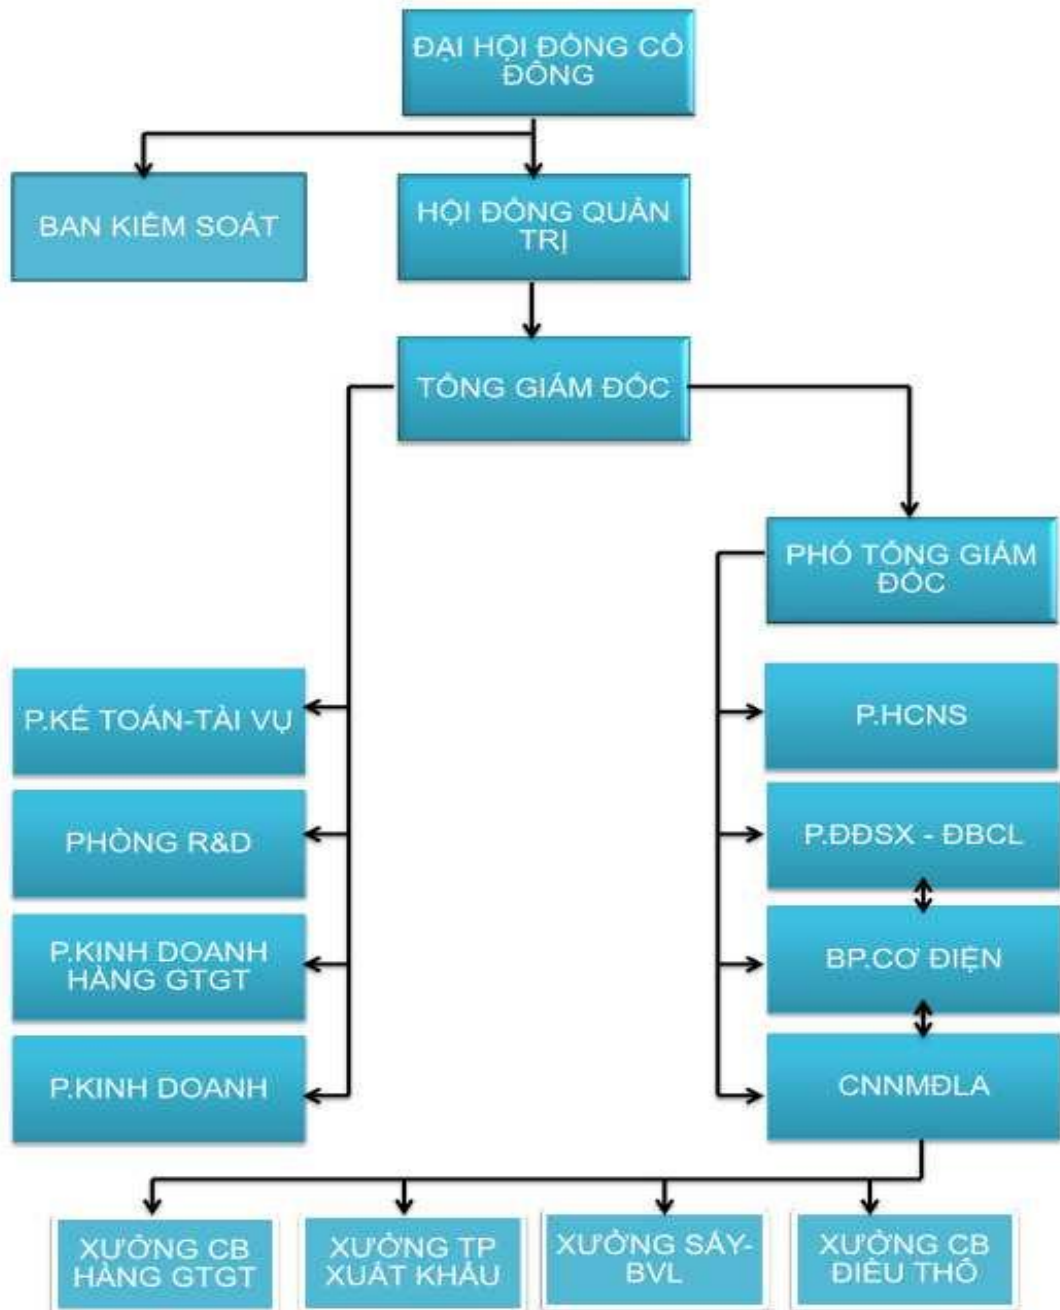 ĐẠI HỘI ĐỒNG CỔ
ĐÔNG
BAN KIỂM SOÁT
HỘI ĐỒNG QUẢN
TRỊ
TỔNG GIÁM ĐỐC
PHÓ TỔNG GIÁM
ĐỐC
P.KẾ TOÁN-TÀI VỤ
P.HCNS
PHÒNG R&D
P.ĐĐSX - ĐBCL
P.KINH DOANH
HÀNG GTGT
BP.CƠ ĐIỆN
P.KINH DOANH
CNNMĐLA
XƯỞNG CB
HÀNG GTGT
XƯỞNG TP
XUẤT KHẨU
XƯỞNG SẤY-
BVL
XƯỞNG CB
ĐIỀU THÔ